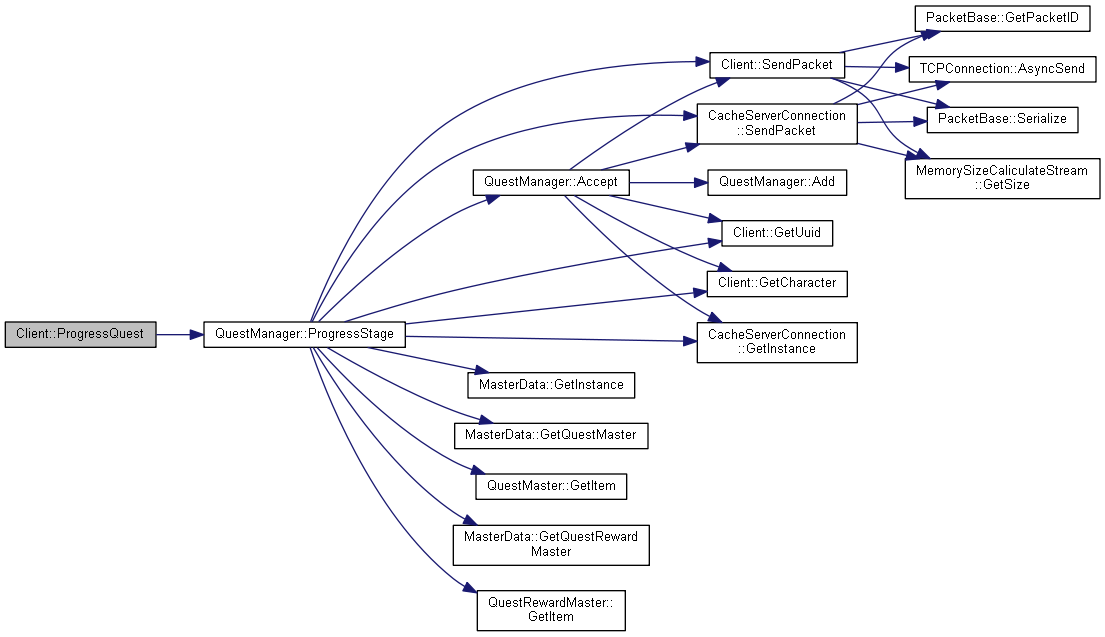 PacketBase::GetPacketID
Client::SendPacket
TCPConnection::AsyncSend
CacheServerConnection
::SendPacket
PacketBase::Serialize
MemorySizeCaliculateStream
::GetSize
QuestManager::Accept
QuestManager::Add
Client::GetUuid
Client::GetCharacter
Client::ProgressQuest
QuestManager::ProgressStage
CacheServerConnection
::GetInstance
MasterData::GetInstance
MasterData::GetQuestMaster
QuestMaster::GetItem
MasterData::GetQuestReward
Master
QuestRewardMaster::
GetItem